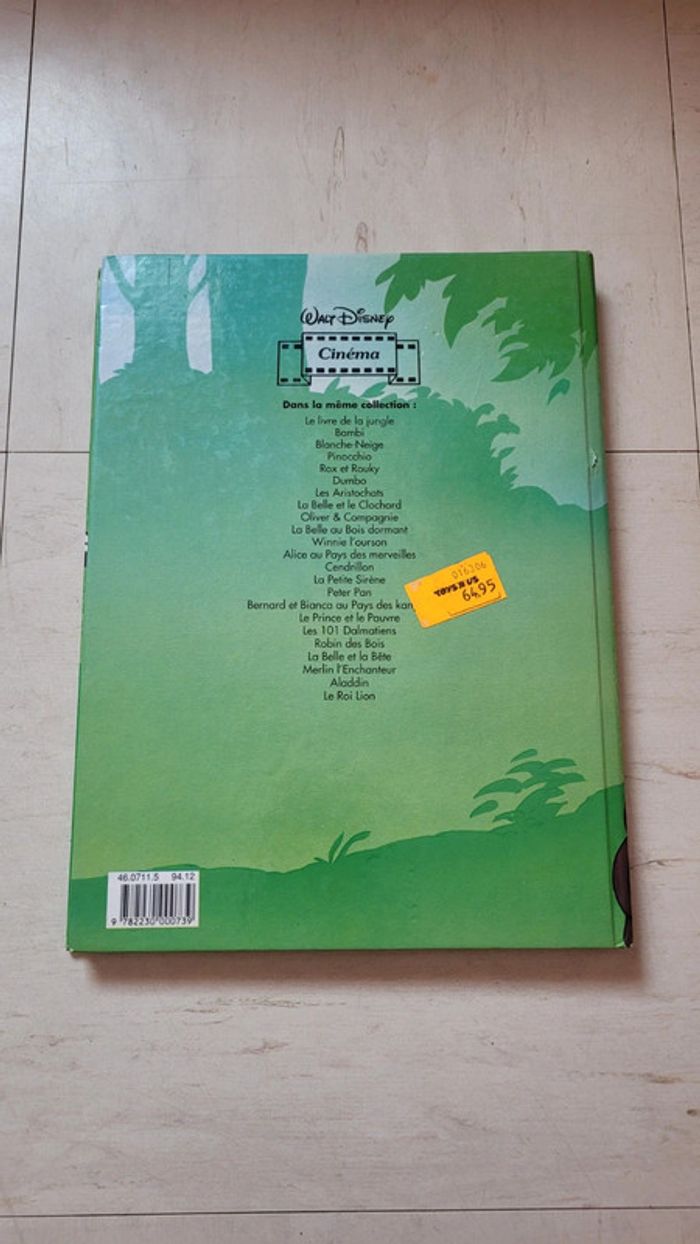 WALT DISNEY
Cinéma
Dans la même collection :
Le livre de la jungle
Bambi
Blanche-Neige
Pinocchio
Rox et Rouky
Dumbo
Les Aristochats
La Belle et le Clochard
Oliver & Compagnie
La Belle au Bois dormant
Winnie l'ourson
Alice au Pays des merveilles
Cendrillon
La Petite Sirène
Peter Pan
Bernard et Bianca au Pays des kan
Le Prince et le Pauvre
Les 101 Dalmatiens
Robin des Bois
La Belle et la Bête
Merlin l'Enchanteur
Aladdin
Le Roi Lion
016206
TOYS R US
64,95
46.0711.5 94.12
9 782230 000739